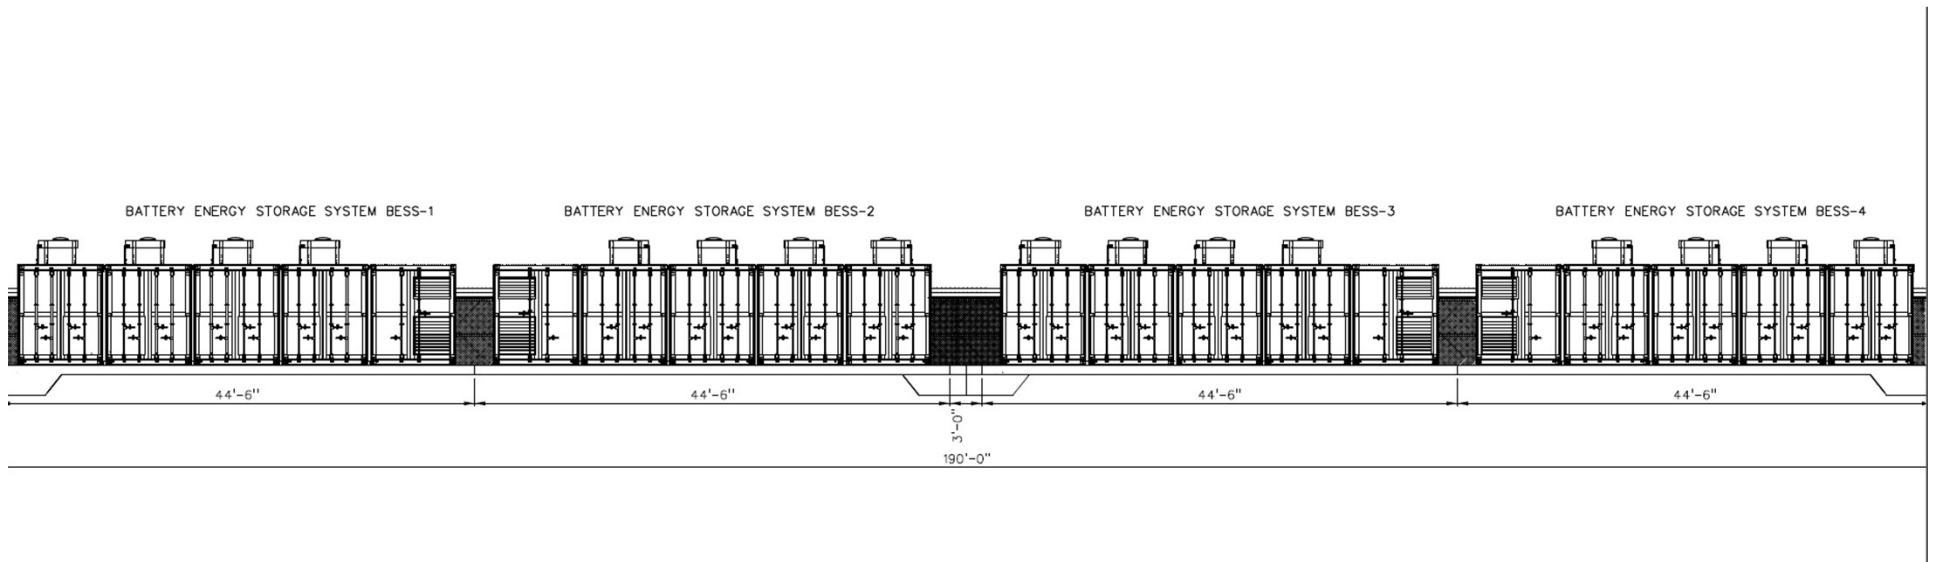 BATTERY ENERGY STORAGE SYSTEM BESS-1
BATTERY ENERGY STORAGE SYSTEM BESS-2
BATTERY ENERGY STORAGE SYSTEM BESS-3
BATTERY ENERGY STORAGE SYSTEM BESS-4
44'-6"
44'-6"
3'-0"
44'-6"
44'-6"
190'-0"